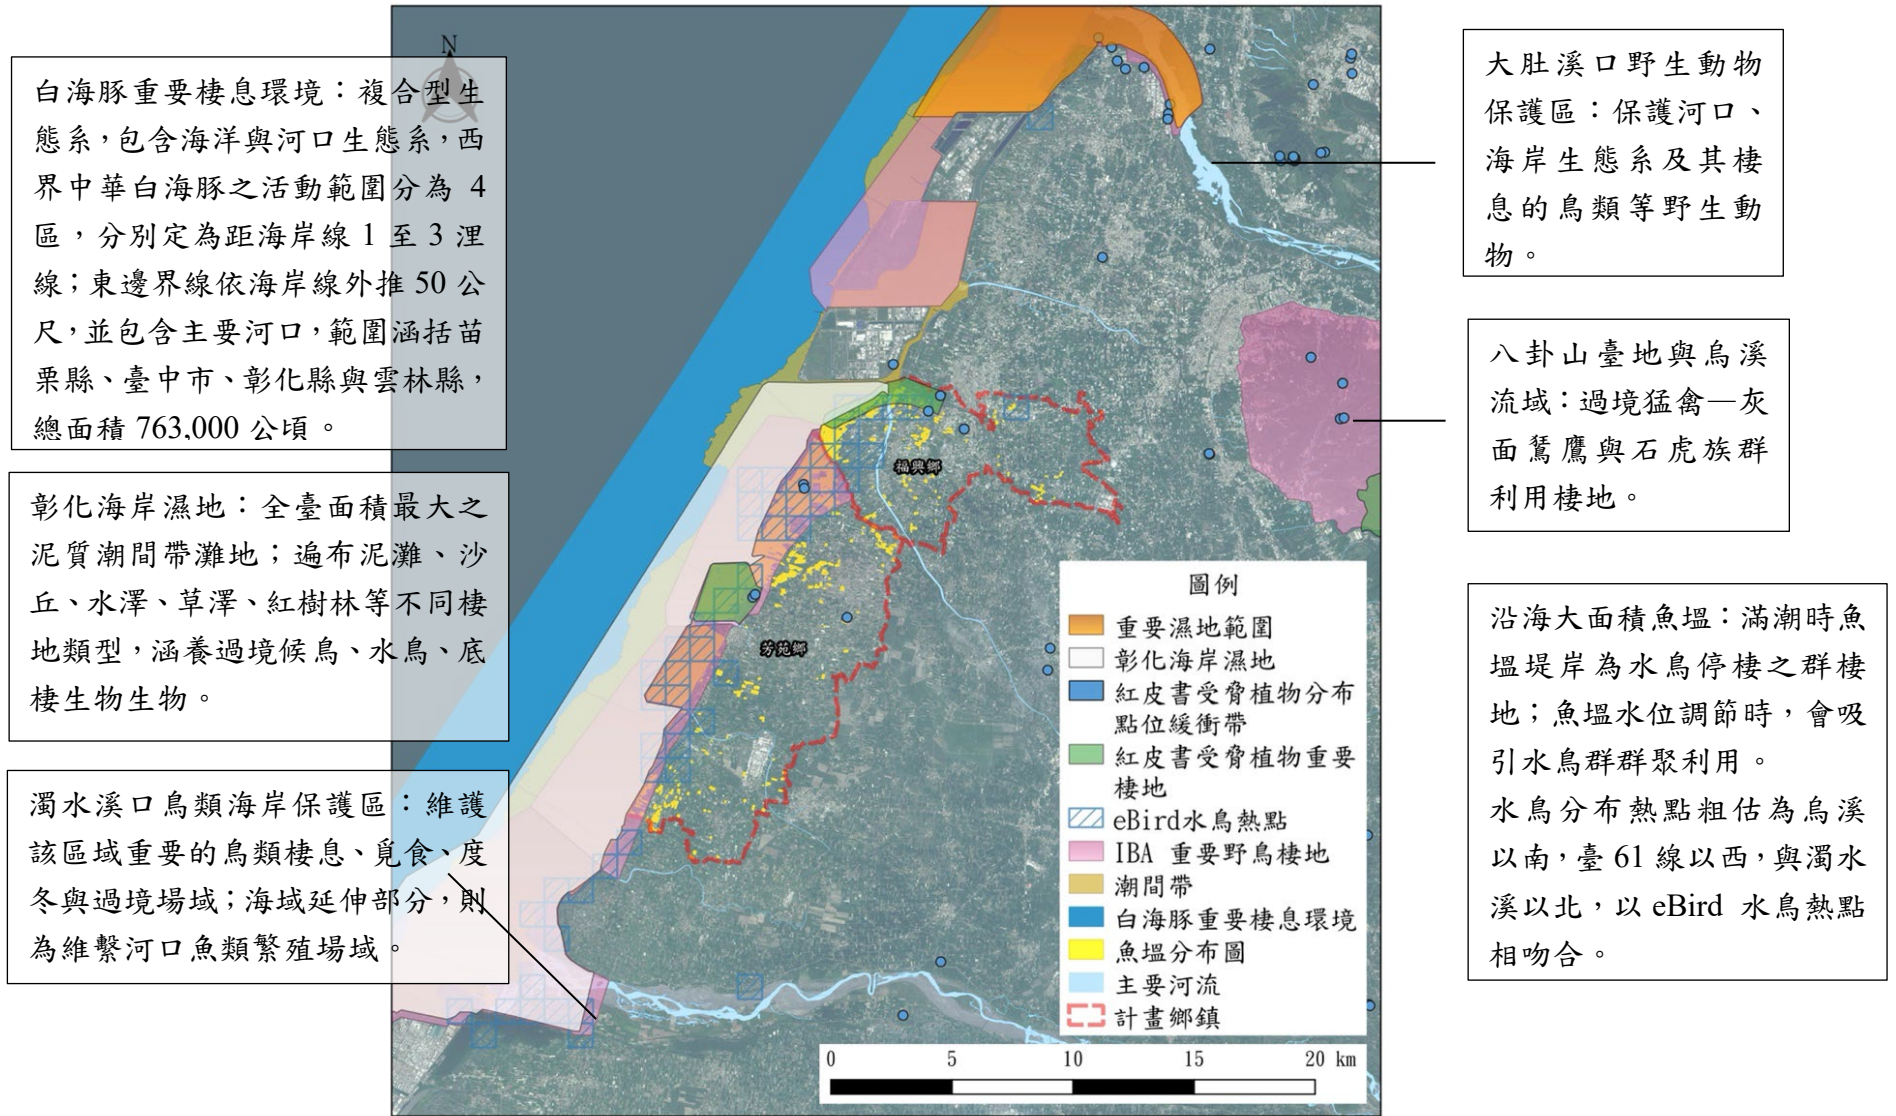 白海豚重要棲息環境：複合型生
態系，包含海洋與河口生態系，西
界中華白海豚之活動範圍分為 4
區，分別定為距海岸線 1 至 3 浬
線；東邊界線依海岸線外推 50 公
尺，並包含主要河口，範圍涵括苗
栗縣、臺中市、彰化縣與雲林縣，
總面積 763,000 公頃。
彰化海岸濕地：全臺面積最大之
泥質潮間帶灘地；遍布泥灘、沙
丘、水澤、草澤、紅樹林等不同棲
地類型，涵養過境候鳥、水鳥、底
棲生物生物。
濁水溪口鳥類海岸保護區：維護
該區域重要的鳥類棲息、覓食、度
冬與過境場域；海域延伸部分，則
為維繫河口魚類繁殖場域。
N
福興鄉
芳苑鄉
圖例
重要濕地範圍
彰化海岸濕地
紅皮書受脅植物分布
點位緩衝帶
紅皮書受脅植物重要
棲地
eBird水鳥熱點
IBA 重要野鳥棲地
潮間帶
白海豚重要棲息環境
魚塭分布圖
主要河流
計畫鄉鎮
0 5 10 15 20 km
大肚溪口野生動物
保護區：保護河口、
海岸生態系及其棲
息的鳥類等野生動
物。
八卦山臺地與烏溪
流域：過境猛禽—灰
面鵟鷹與石虎族群
利用棲地。
沿海大面積魚塭：滿潮時魚
塭堤岸為水鳥停棲之群棲
地；魚塭水位調節時，會吸
引水鳥群群聚利用。
水鳥分布熱點粗估為烏溪
以南，臺 61 線以西，與濁水
溪以北，以 eBird 水鳥熱點
相吻合。